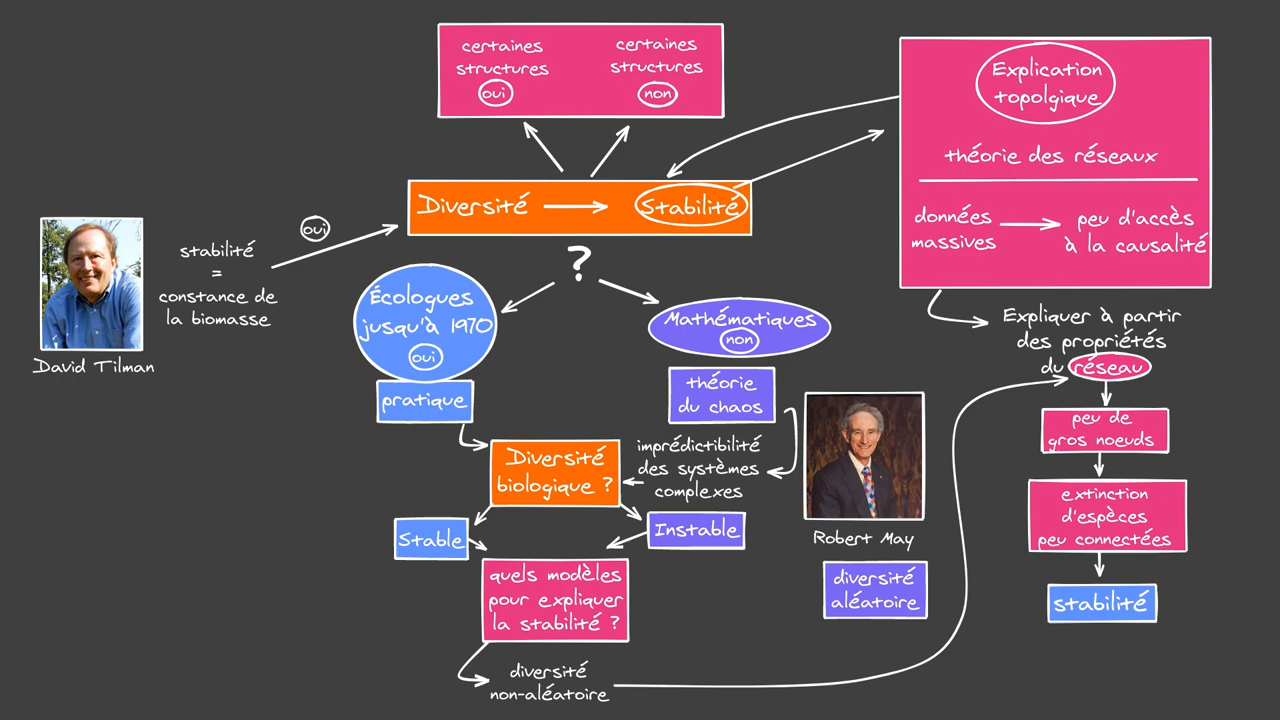 certaines
structures
oui
certaines
structures
non
Explication
topolgique
théorie des réseaux
données
massives
peu d'accès
à la causalité
Diversité
Stabilité
oui
stabilité
=
constance de
la biomasse
David Tilman
?
Écologues
jusqu'à 1970
oui
pratique
Mathématiques
non
théorie
du chaos
imprédictibilité
des systèmes
complexes
Robert May
diversité
aléatoire
Diversité
biologique ?
Stable
Instable
quels modèles
pour expliquer
la stabilité ?
diversité
non-aléatoire
Expliquer à partir
des propriétés
du réseau
peu de
gros noeuds
extinction
d'espèces
peu connectées
stabilité